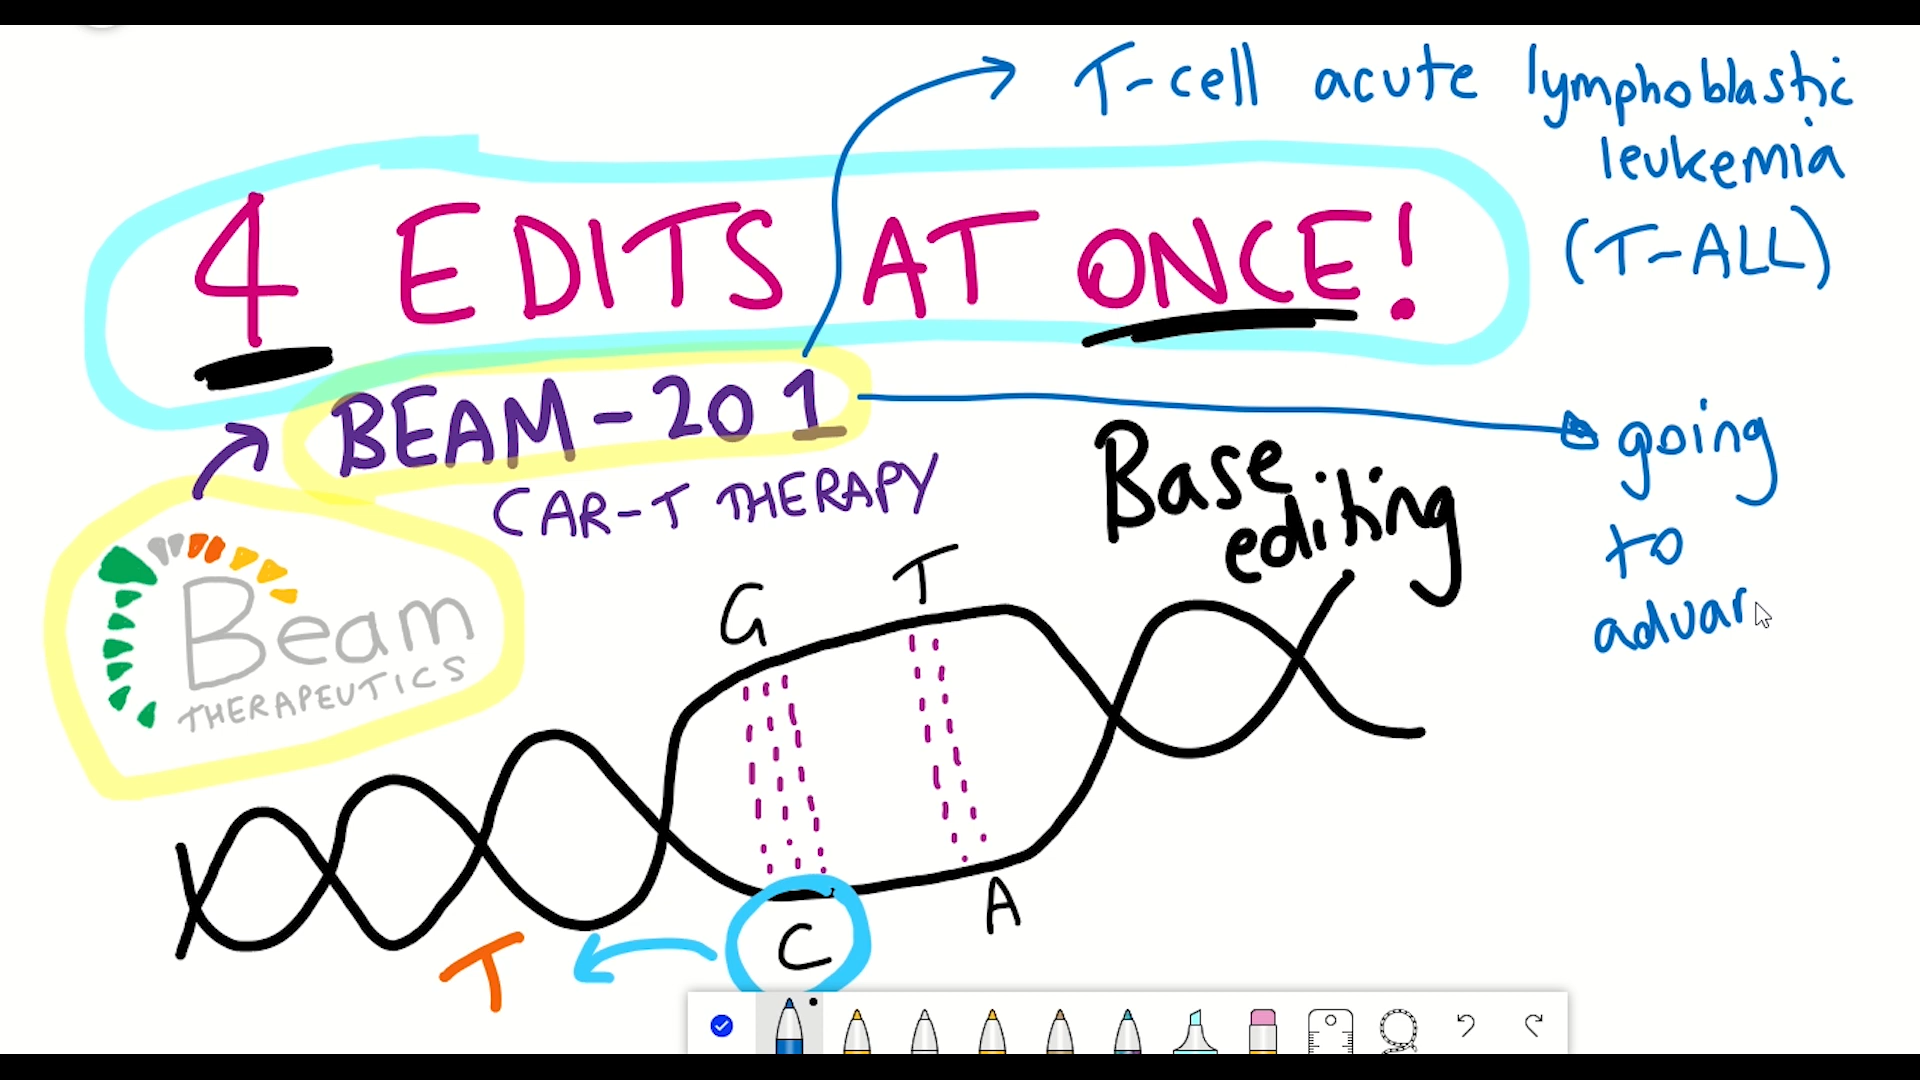 T-cell acute lymphoblastic
leukemia
(T-ALL)
4 EDITS AT ONCE!
BEAM-201
CAR-T THERAPY
Base
editing
going
to
advan
Beam
THERAPEUTICS
G T
C A
T